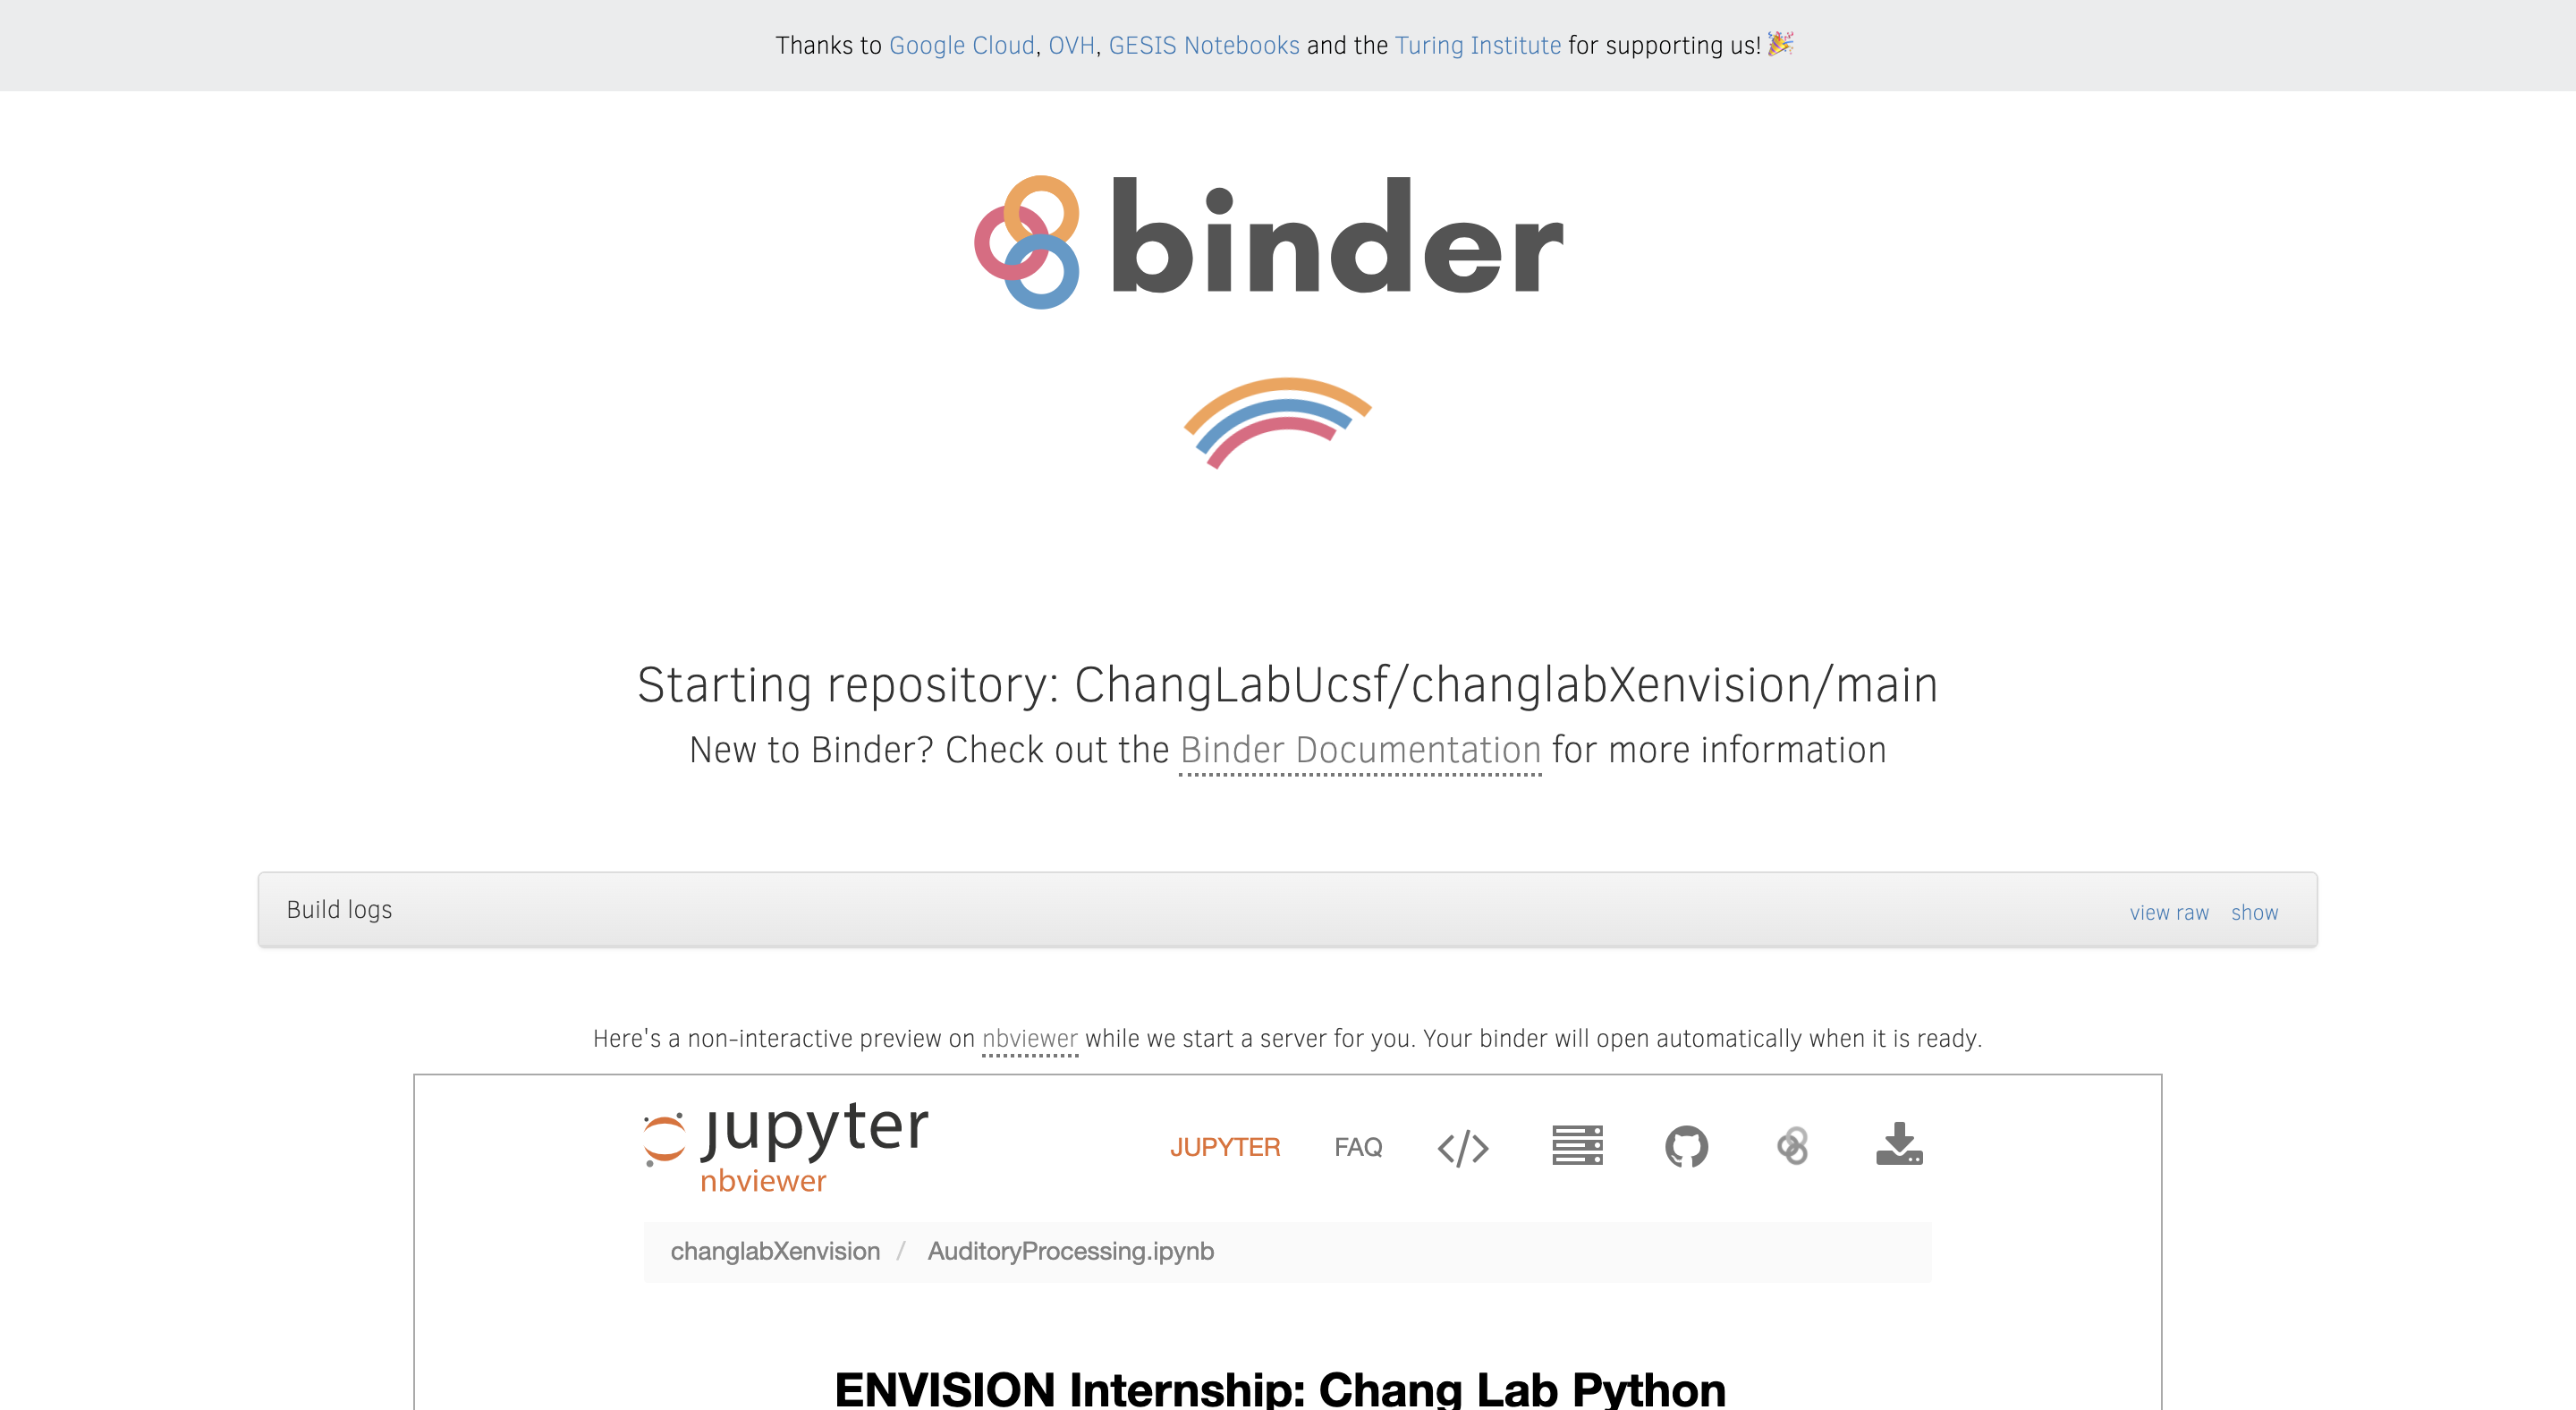 Thanks to Google Cloud, OVH, GESIS Notebooks and the Turing Institute for supporting us! 🎉
binder
Starting repository: ChangLabUcsf/changlabXenvision/main
New to Binder? Check out the Binder Documentation for more information
Build logs view raw show
Here's a non-interactive preview on nbviewer while we start a server for you. Your binder will open automatically when it is ready.
jupyter
nbviewer
JUPYTER FAQ </>
changlabXenvision / AuditoryProcessing.ipynb
ENVISION Internship: Chang Lab Python